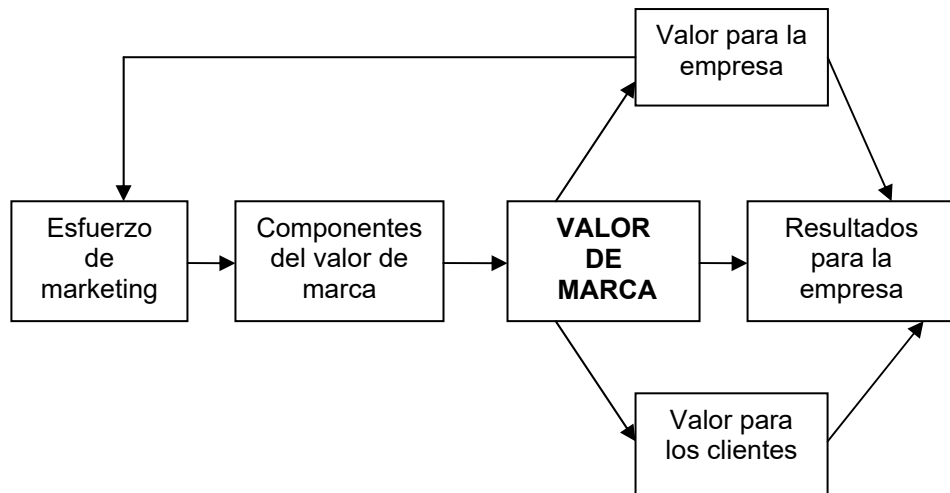 Valor para la
empresa
Esfuerzo
de
marketing
Componentes
del valor de
marca
VALOR
DE
MARCA
Resultados
para la
empresa
Valor para
los clientes